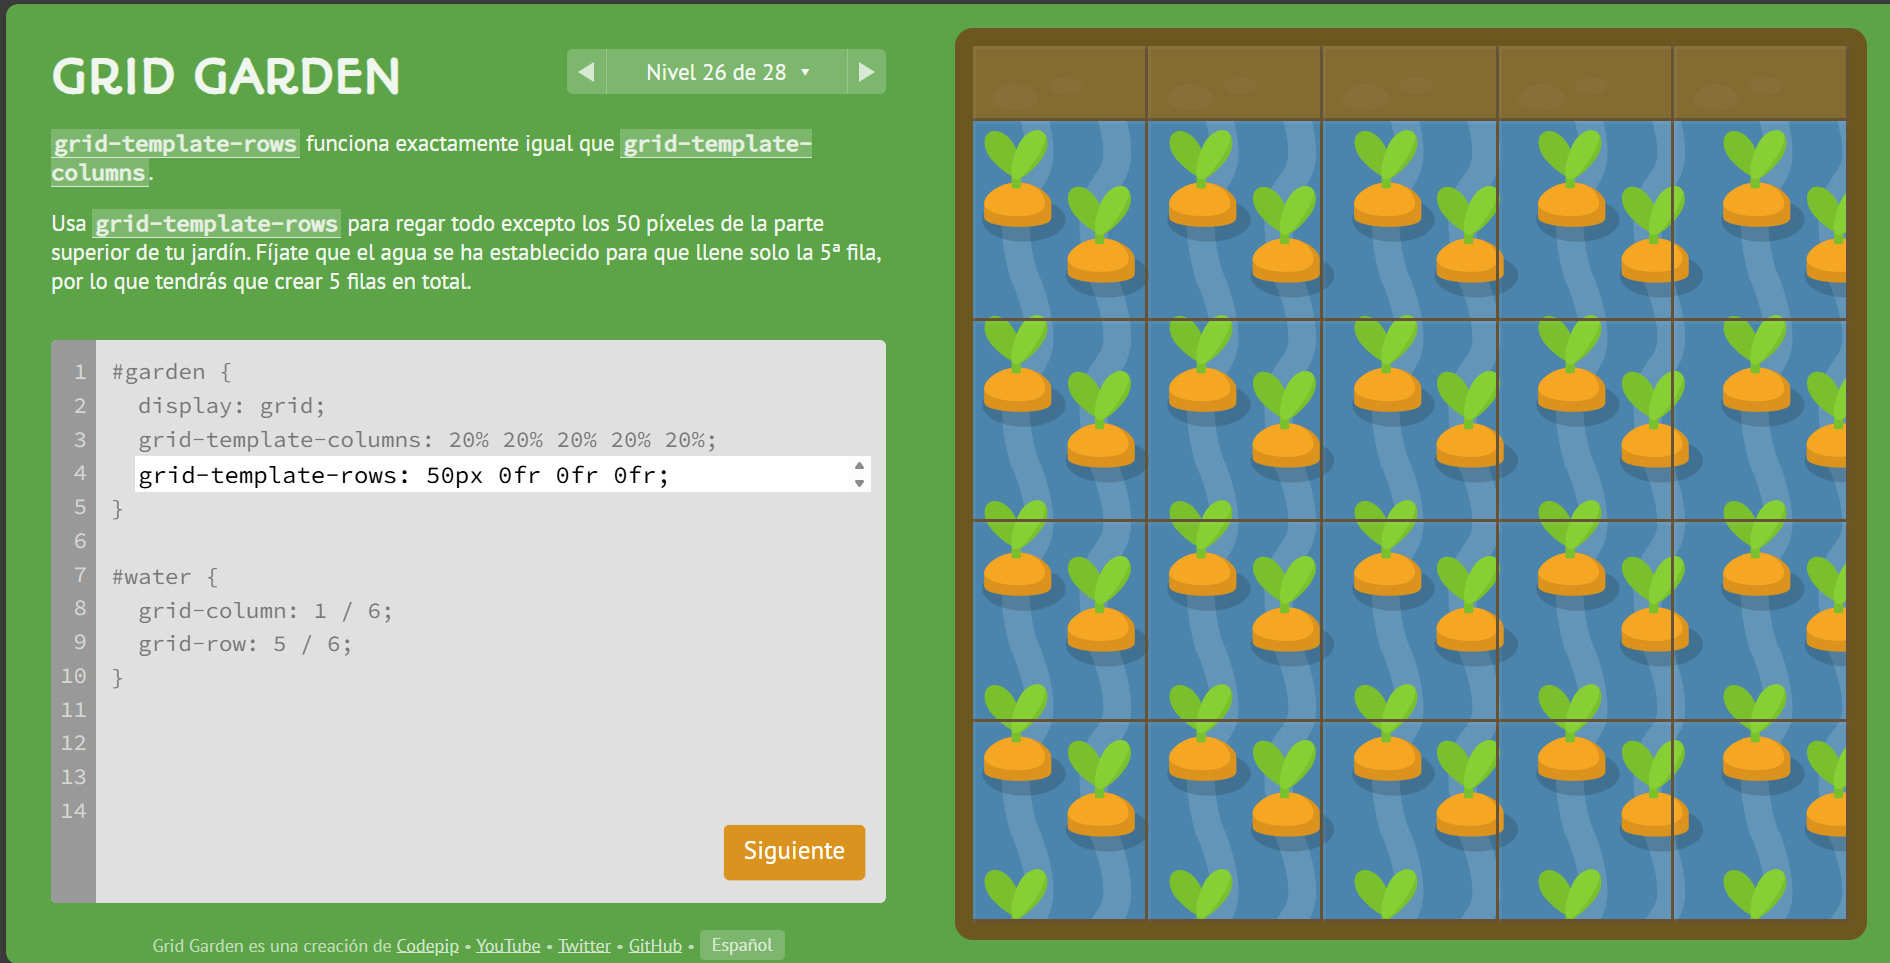 GRID GARDEN
◀ Nivel 26 de 28 ▼ ▶
grid-template-rows funciona exactamente igual que grid-template-
columns.
Usa grid-template-rows para regar todo excepto los 50 píxeles de la parte
superior de tu jardín. Fíjate que el agua se ha establecido para que llene solo la 5ª fila,
por lo que tendrás que crear 5 filas en total.
1 #garden {
2 display: grid;
3 grid-template-columns: 20% 20% 20% 20% 20%;
4 grid-template-rows: 50px 0fr 0fr 0fr;
5 }
6
7 #water {
8 grid-column: 1 / 6;
9 grid-row: 5 / 6;
10 }
11
12
13
14
Siguiente
Grid Garden es una creación de Codepip • YouTube • Twitter • GitHub • Español